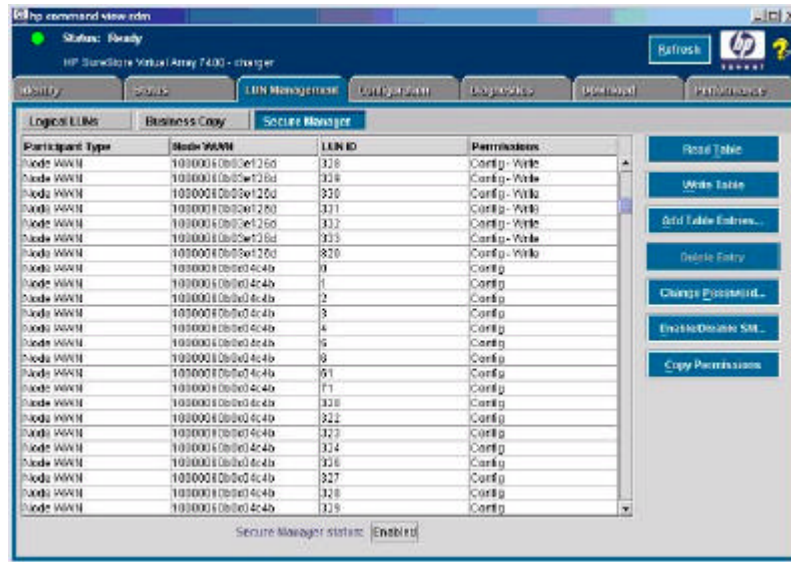 hp command view sdm
Status: Ready
HP SureStore Virtual Array 7400 - charger
Refresh
hp
invent
?
Identity Status LUN Management Configuration Diagnostics Download Performance
Logical LUNs Business Copy Secure Manager
Participant Type Node WWN LUN ID Permissions
Node WWN 328 Config - Write
Node WWN 329 Config - Write
Node WWN 330 Config - Write
Node WWN 331 Config - Write
Node WWN 332 Config - Write
Node WWN 333 Config - Write
Node WWN 820 Config - Write
Node WWN 0 Config
Node WWN 1 Config
Node WWN 2 Config
Node WWN 3 Config
Node WWN 4 Config
Node WWN 5 Config
Node WWN 6 Config
Node WWN 61 Config
Node WWN 71 Config
Node WWN 320 Config
Node WWN 322 Config
Node WWN 323 Config
Node WWN Config
Node WWN 326 Config
Node WWN 327 Config
Node WWN 328 Config
Node WWN 329 Config
Read Table
Write Table
Add Table Entries...
Delete Entry
Change Password...
Enable/Disable SM...
Copy Permissions
Secure Manager status: Enabled